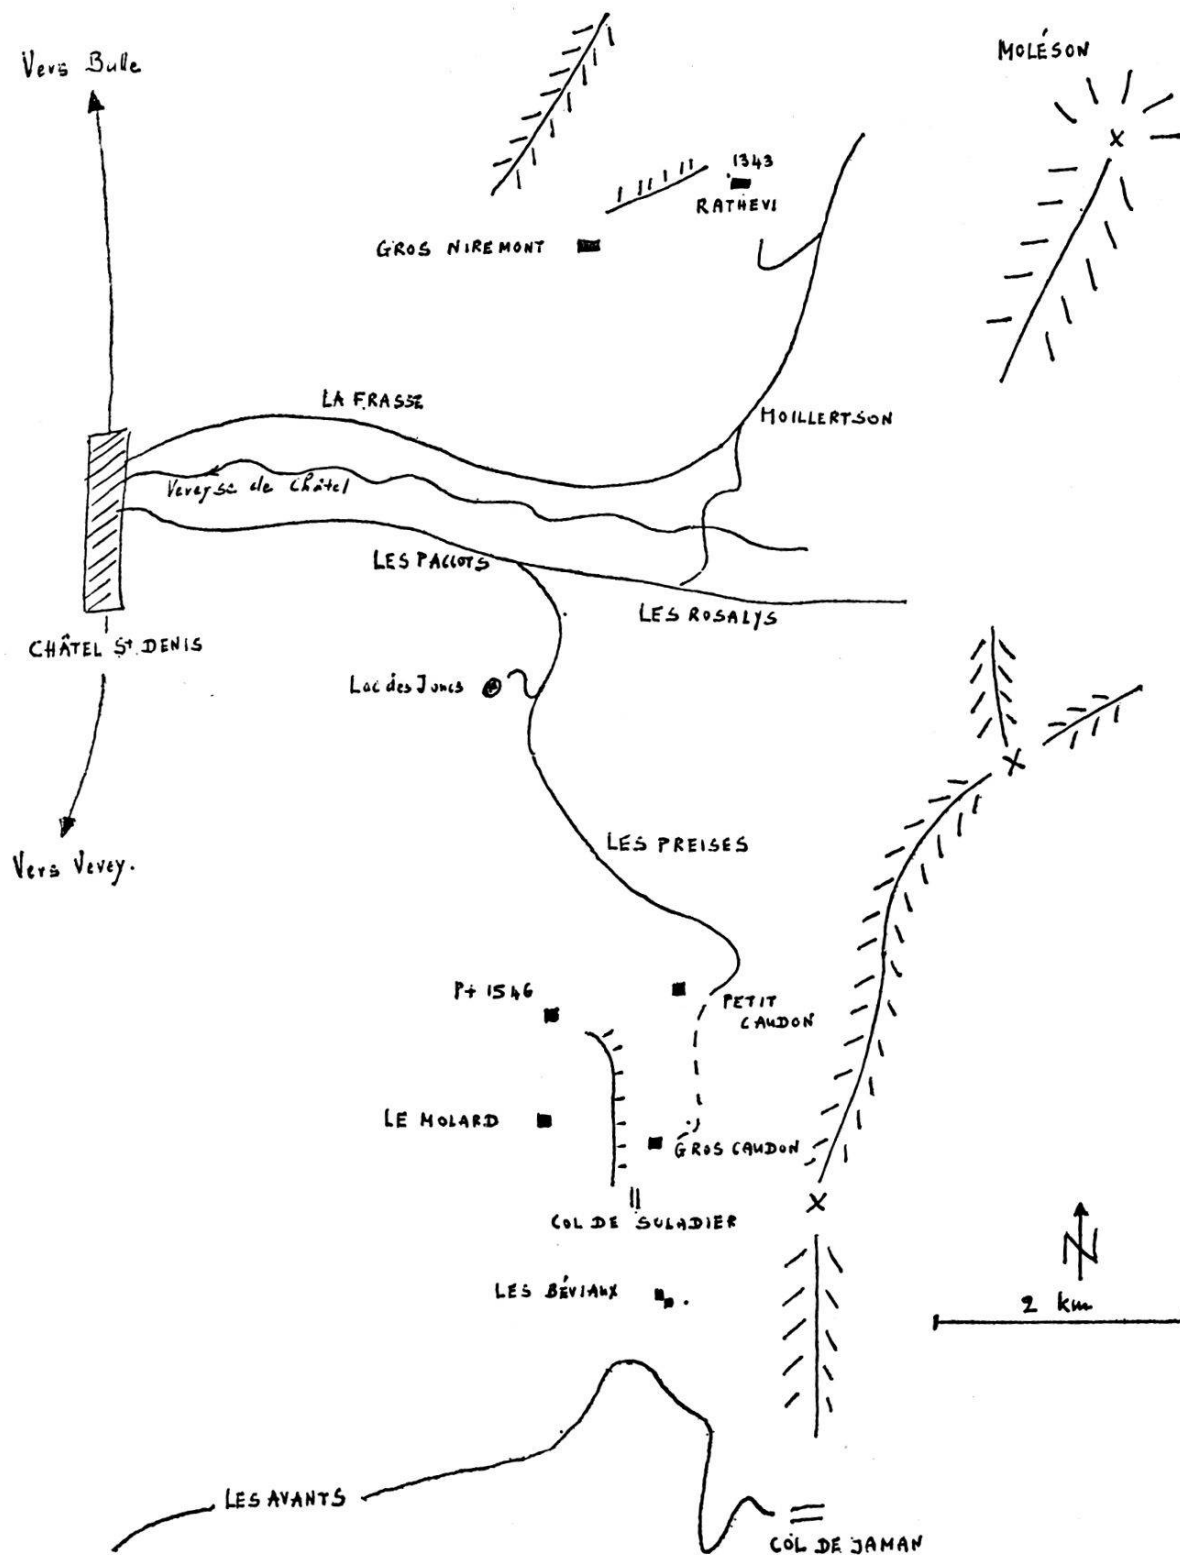 Vers Bulle
MOLÉSON
1343
RATHEVI
GROS NIREMONT
LA FRASSE
MOILLERTSON
Veveyse de Châtel
LES PACCOTS
LES ROSALYS
CHÂTEL St. DENIS
Lac des Joncs
LES PREISES
Vers Vevey.
Pt 1546
PETIT
CAUDON
LE MOLARD
GROS CAUDON
COL DE SOLADIER
LES BÉVIAUX
N
2 km
LES AVANTS
COL DE JAMAN